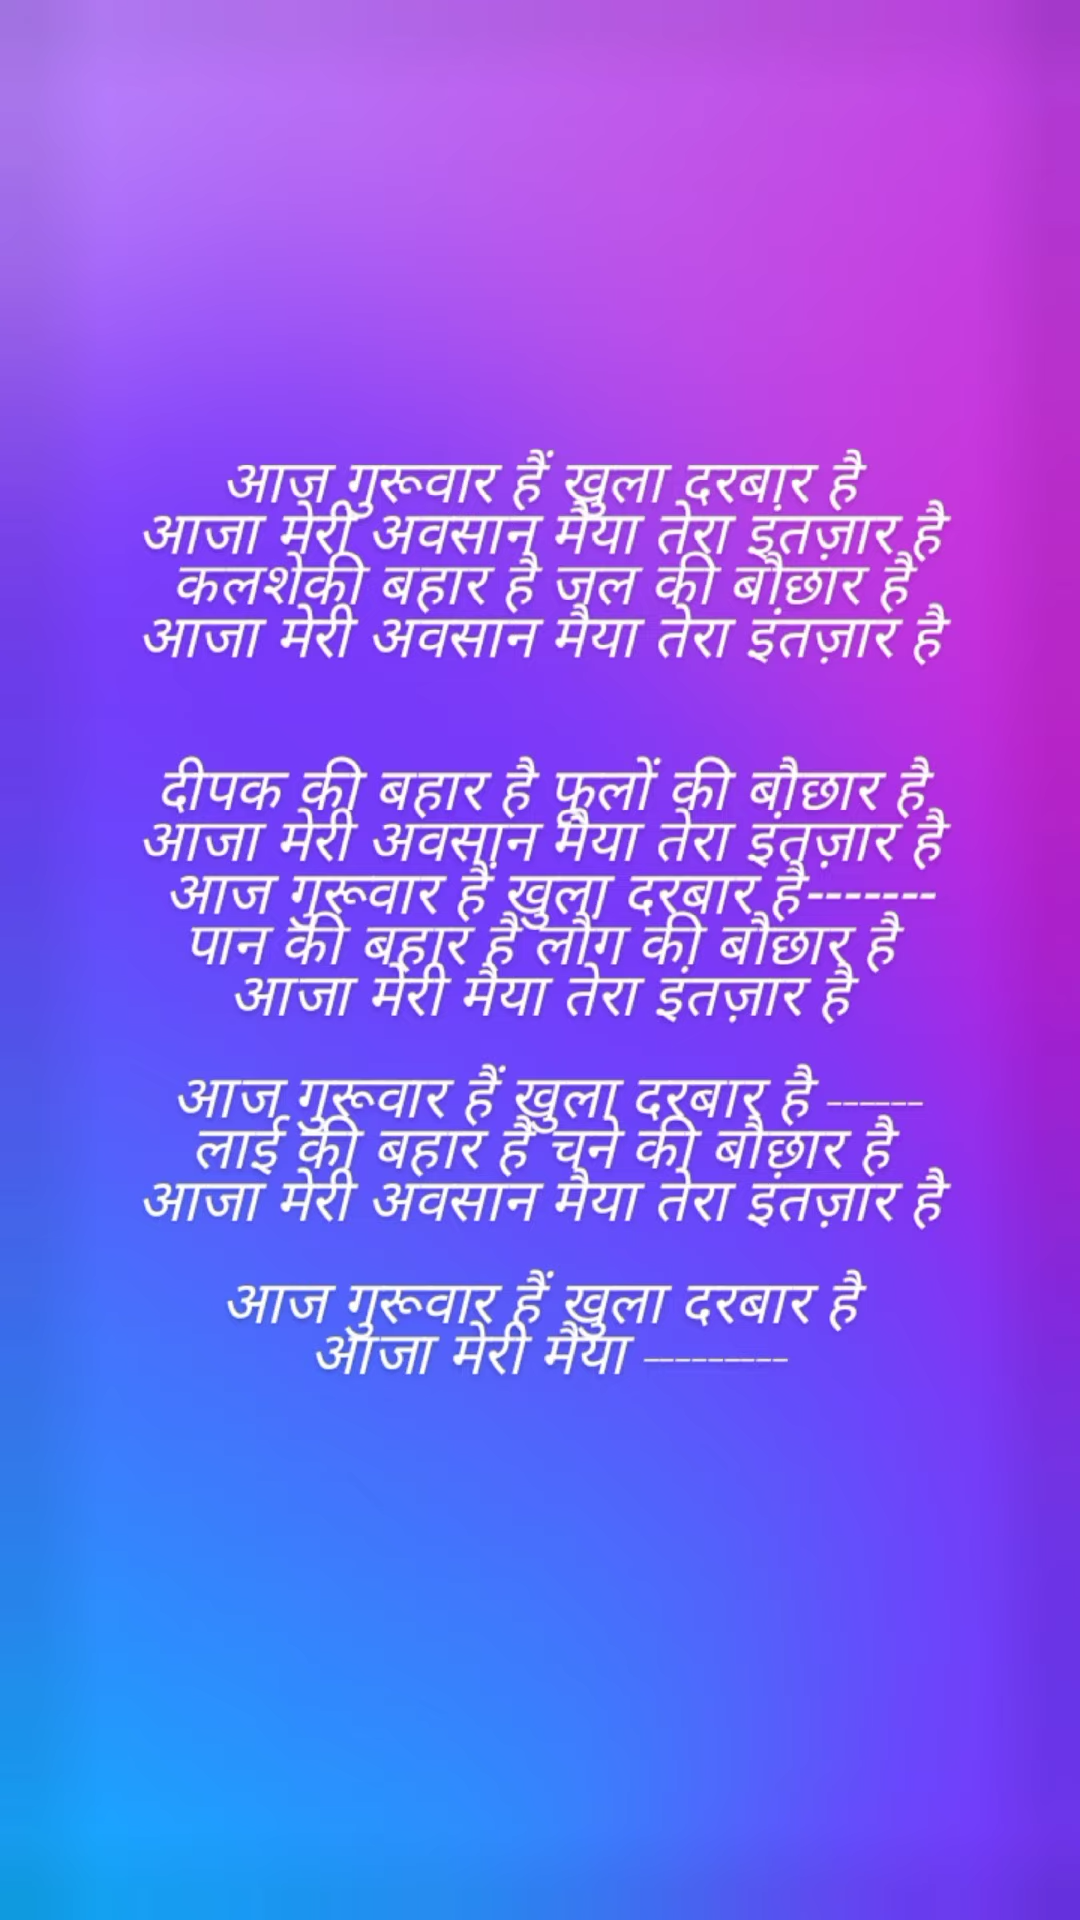 आज गुरूवार हैं खुला दरबार है
आजा मेरी अवसान मैया तेरा इंतज़ार है
कलशेकी बहार है जल की बौछार है
आजा मेरी अवसान मैया तेरा इंतज़ार है
दीपक की बहार है फूलों की बौछार है
आजा मेरी अवसान मैया तेरा इंतज़ार है
आज गुरूवार हैं खुला दरबार है-------
पान की बहार है लौंग की बौछार है
आजा मेरी मैया तेरा इंतज़ार है
आज गुरूवार हैं खुला दरबार है ------
लाई की बहार हैं चने की बौछार है
आजा मेरी अवसान मैया तेरा इंतज़ार है
आज गुरूवार हैं खुला दरबार है
आजा मेरी मैया ---------